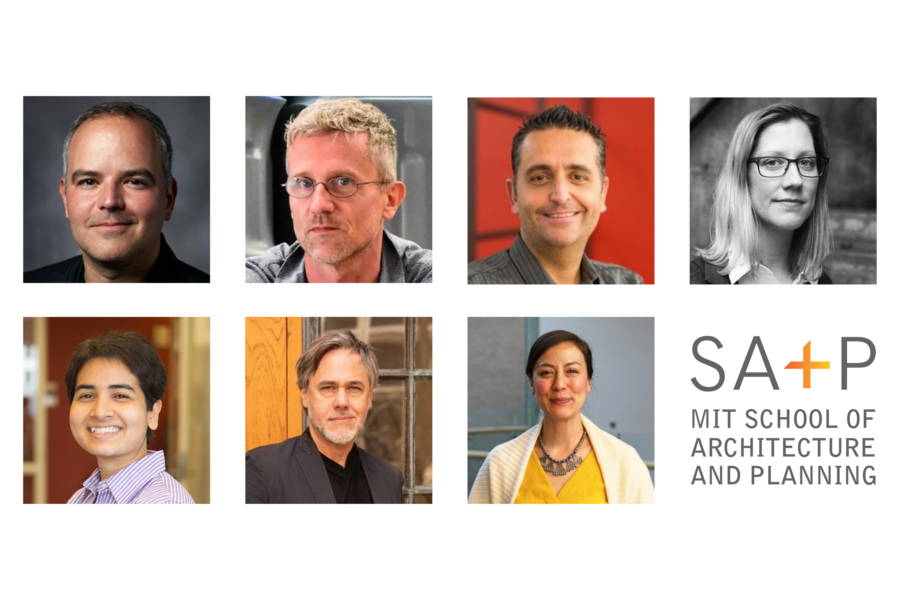 SA+P
MIT SCHOOL OF
ARCHITECTURE
AND PLANNING